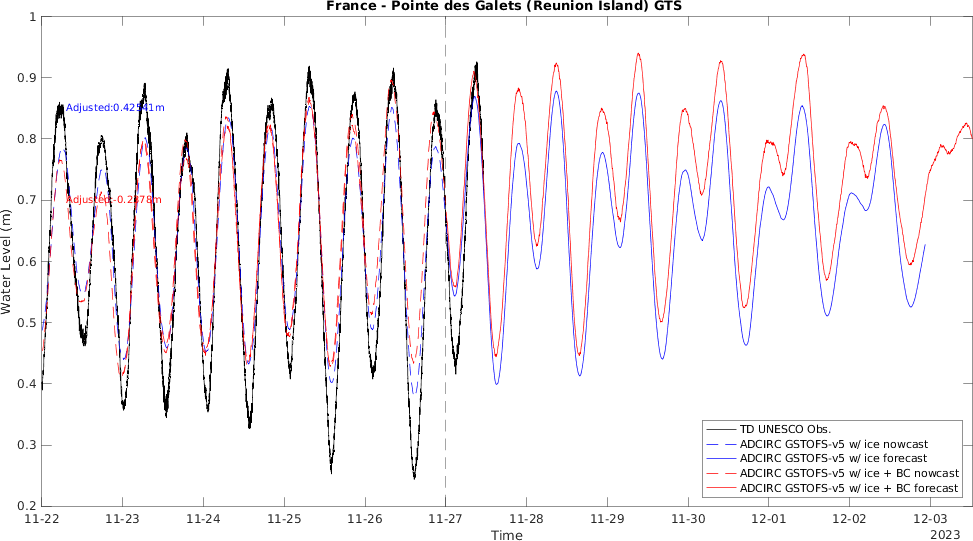 France - Pointe des Galets (Reunion Island) GTS
1
0.9
0.8
0.7
0.6
0.5
0.4
0.3
0.2
Water Level (m)
Adjusted:0.42541m
TD UNESCO Obs.
ADCIRC GSTOFS-v5 w/ ice nowcast
ADCIRC GSTOFS-v5 w/ ice forecast
ADCIRC GSTOFS-v5 w/ ice + BC nowcast
ADCIRC GSTOFS-v5 w/ ice + BC forecast
11-22 11-23 11-24 11-25 11-26 11-27 11-28 11-29 11-30 12-01 12-02 12-03
Time
2023